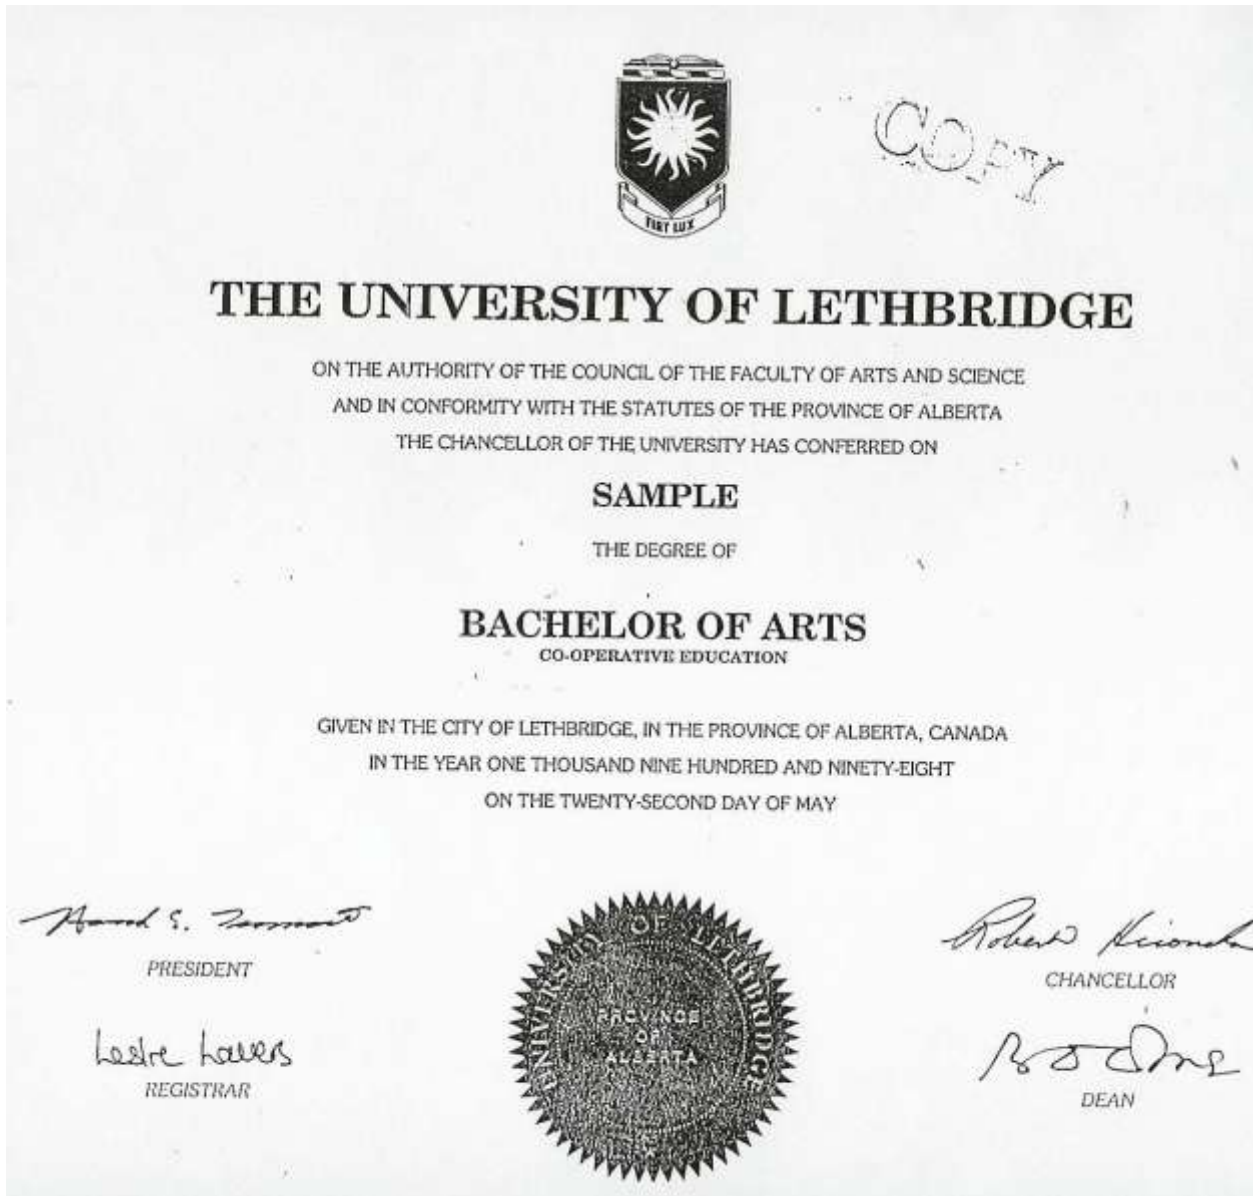 COPY
FIAT LUX
THE UNIVERSITY OF LETHBRIDGE
ON THE AUTHORITY OF THE COUNCIL OF THE FACULTY OF ARTS AND SCIENCE
AND IN CONFORMITY WITH THE STATUTES OF THE PROVINCE OF ALBERTA
THE CHANCELLOR OF THE UNIVERSITY HAS CONFERRED ON
SAMPLE
THE DEGREE OF
BACHELOR OF ARTS
CO-OPERATIVE EDUCATION
GIVEN IN THE CITY OF LETHBRIDGE, IN THE PROVINCE OF ALBERTA, CANADA
IN THE YEAR ONE THOUSAND NINE HUNDRED AND NINETY-EIGHT
ON THE TWENTY-SECOND DAY OF MAY
PRESIDENT
Leslie Lavers
REGISTRAR
UNIVERSITY OF LETHBRIDGE
PROVINCE
OF
ALBERTA
Robert
CHANCELLOR
DEAN